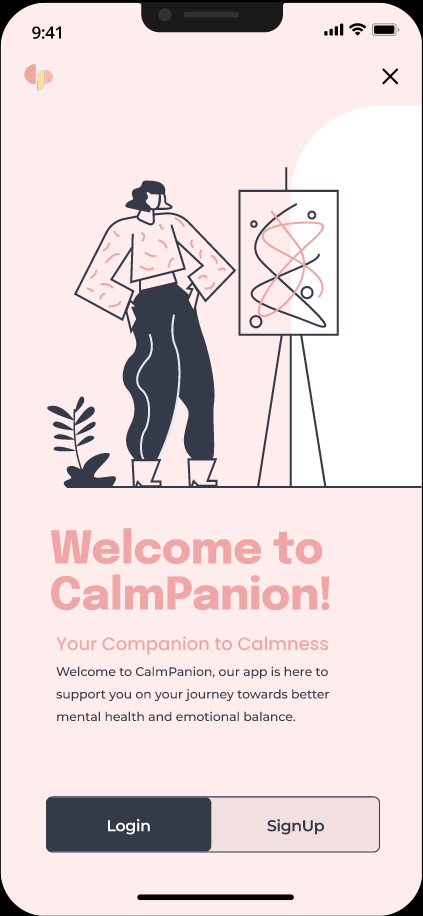 9:41
Welcome to
CalmPanion!
Your Companion to Calmness
Welcome to CalmPanion, our app is here to
support you on your journey towards better
mental health and emotional balance.
Login
SignUp